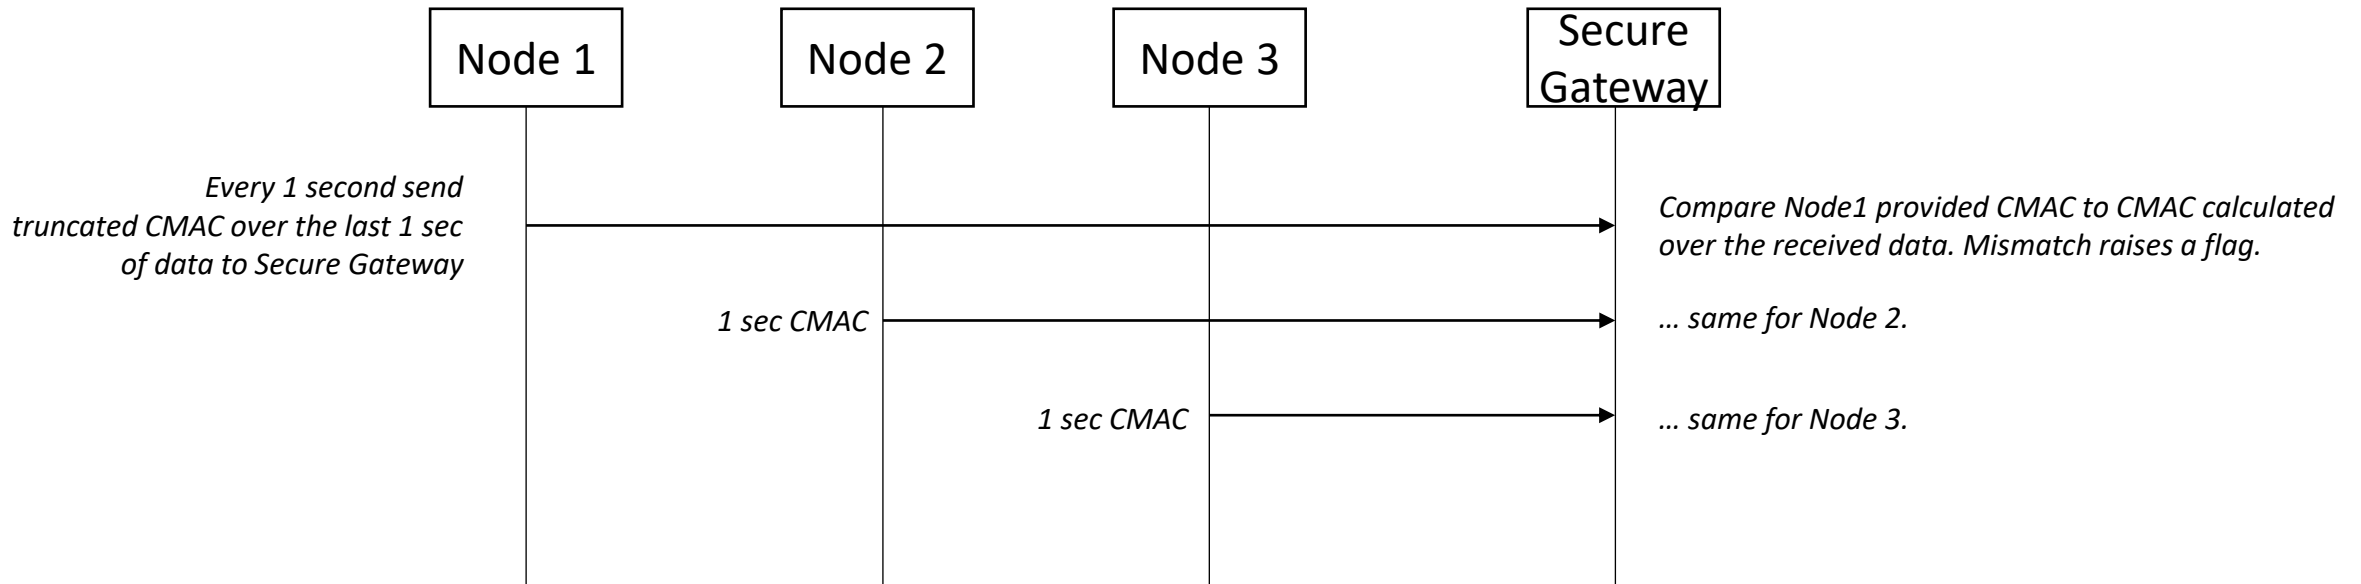 Node 1
Node 2
Node 3
Secure
Gateway
Every 1 second send
truncated CMAC over the last 1 sec
of data to Secure Gateway
Compare Node1 provided CMAC to CMAC calculated
over the received data. Mismatch raises a flag.
1 sec CMAC
... same for Node 2.
1 sec CMAC
... same for Node 3.